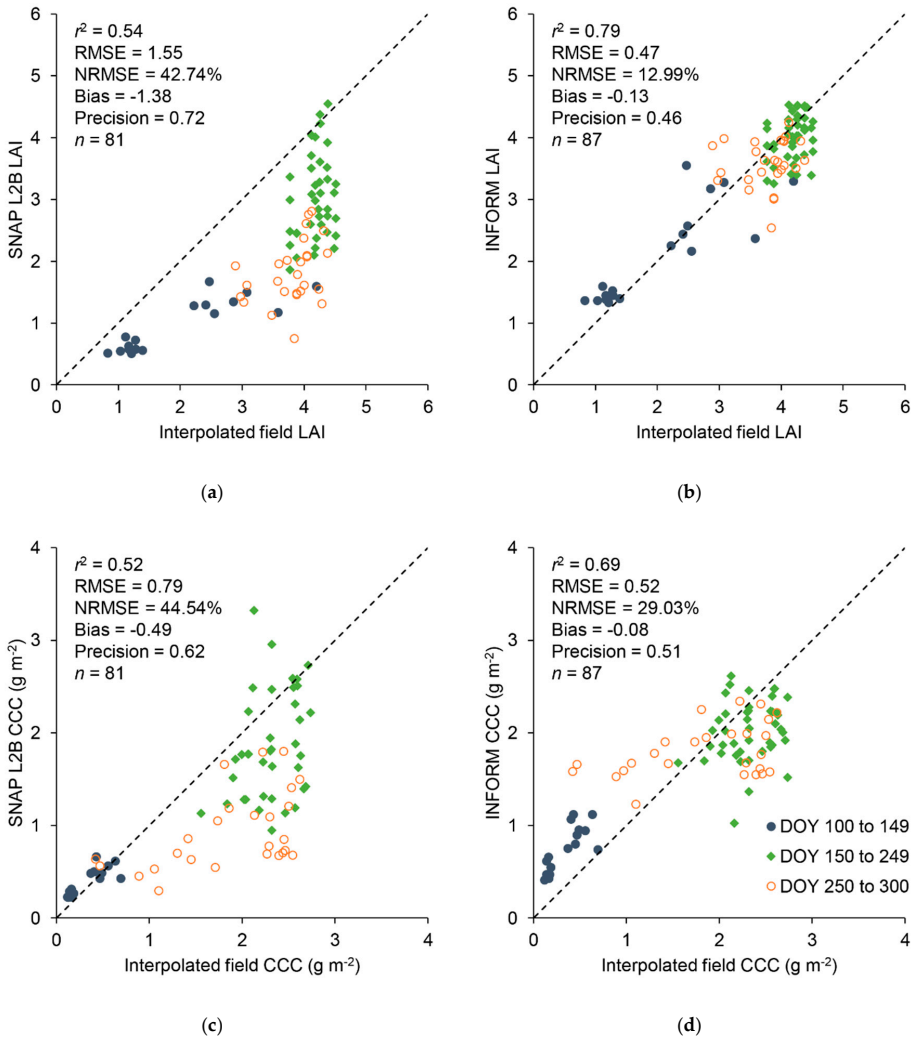 r² = 0.54
RMSE = 1.55
NRMSE = 42.74%
Bias = -1.38
Precision = 0.72
n = 81
SNAP L2B LAI
6
5
4
3
2
1
0
0 1 2 3 4 5 6
Interpolated field LAI
(a)
r² = 0.79
RMSE = 0.47
NRMSE = 12.99%
Bias = -0.13
Precision = 0.46
n = 87
INFORM LAI
6
5
4
3
2
1
0
0 1 2 3 4 5 6
Interpolated field LAI
(b)
r² = 0.52
RMSE = 0.79
NRMSE = 44.54%
Bias = -0.49
Precision = 0.62
n = 81
SNAP L2B CCC (g m⁻²)
4
3
2
1
0
0 1 2 3 4
Interpolated field CCC (g m⁻²)
(c)
r² = 0.69
RMSE = 0.52
NRMSE = 29.03%
Bias = -0.08
Precision = 0.51
n = 87
INFORM CCC (g m⁻²)
4
3
2
1
0
DOY 100 to 149
DOY 150 to 249
DOY 250 to 300
0 1 2 3 4
Interpolated field CCC (g m⁻²)
(d)